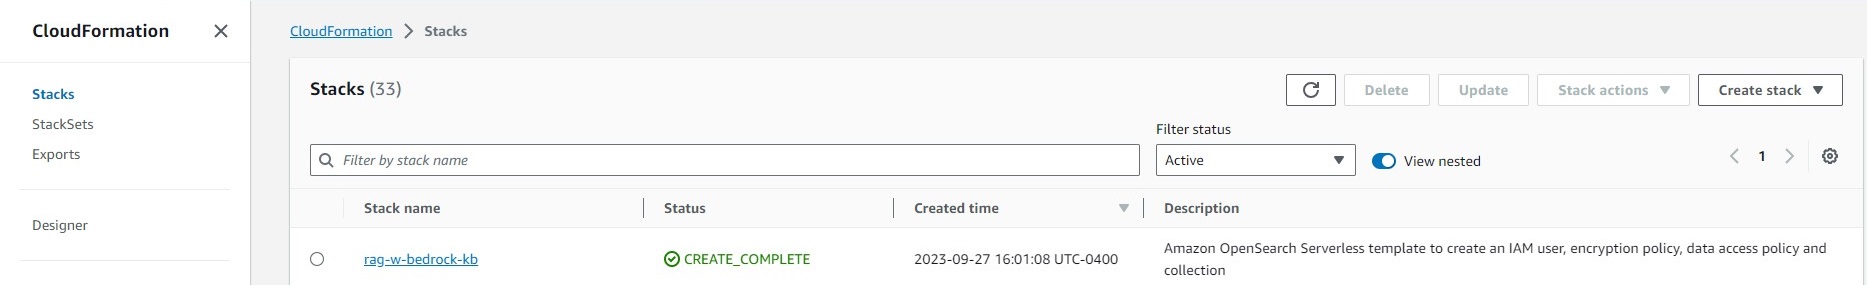 CloudFormation
Stacks
StackSets
Exports
Designer
CloudFormation > Stacks
Stacks (33)
Delete
Update
Stack actions
Create stack
Filter status
Filter by stack name
Active
View nested
1
Stack name
Status
Created time
Description
rag-w-bedrock-kb
CREATE_COMPLETE
2023-09-27 16:01:08 UTC-0400
Amazon OpenSearch Serverless template to create an IAM user, encryption policy, data access policy and
collection